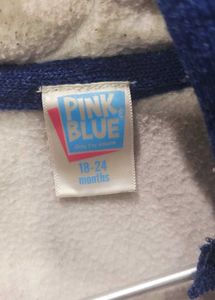 PINK &
BLUE
18-24
months